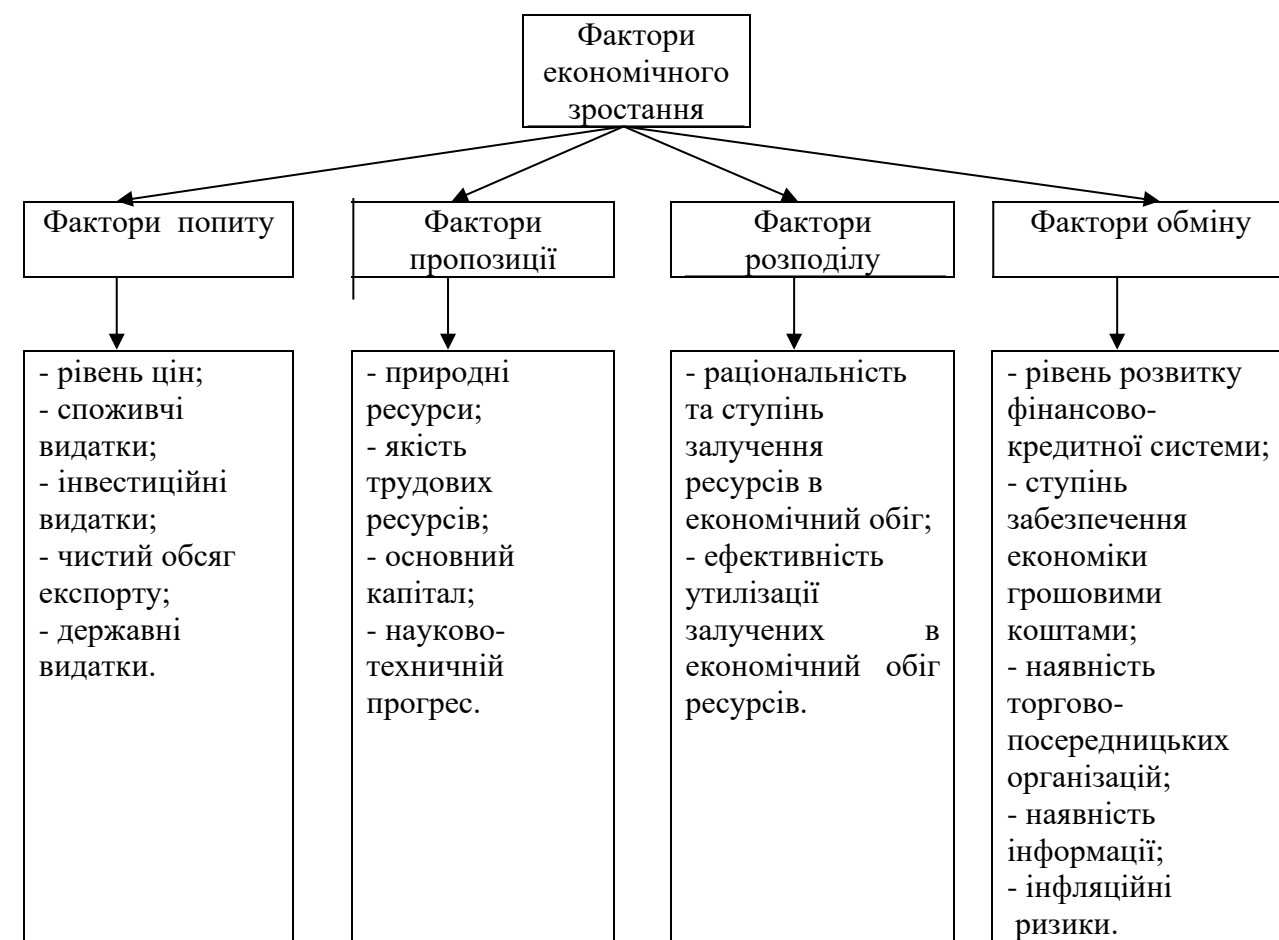 Фактори
економічного
зростання
Фактори попиту
Фактори
пропозиції
Фактори
розподілу
Фактори обміну
- рівень цін;
- споживчі
видатки;
- інвестиційні
видатки;
- чистий обсяг
експорту;
- державні
видатки.
- природні
ресурси;
- якість
трудових
ресурсів;
- основний
капітал;
- науково-
техничній
прогрес.
- раціональність
та ступінь
залучення
ресурсів в
економічний обіг;
- ефективність
утилізації
залучених в
економічний обіг
ресурсів.
- рівень розвитку
фінансово-
кредитної системи;
- ступінь
забезпечення
економіки
грошовими
коштами;
- наявність
торгово-
посередницьких
організацій;
- наявність
інформації;
- інфляційні
ризики.